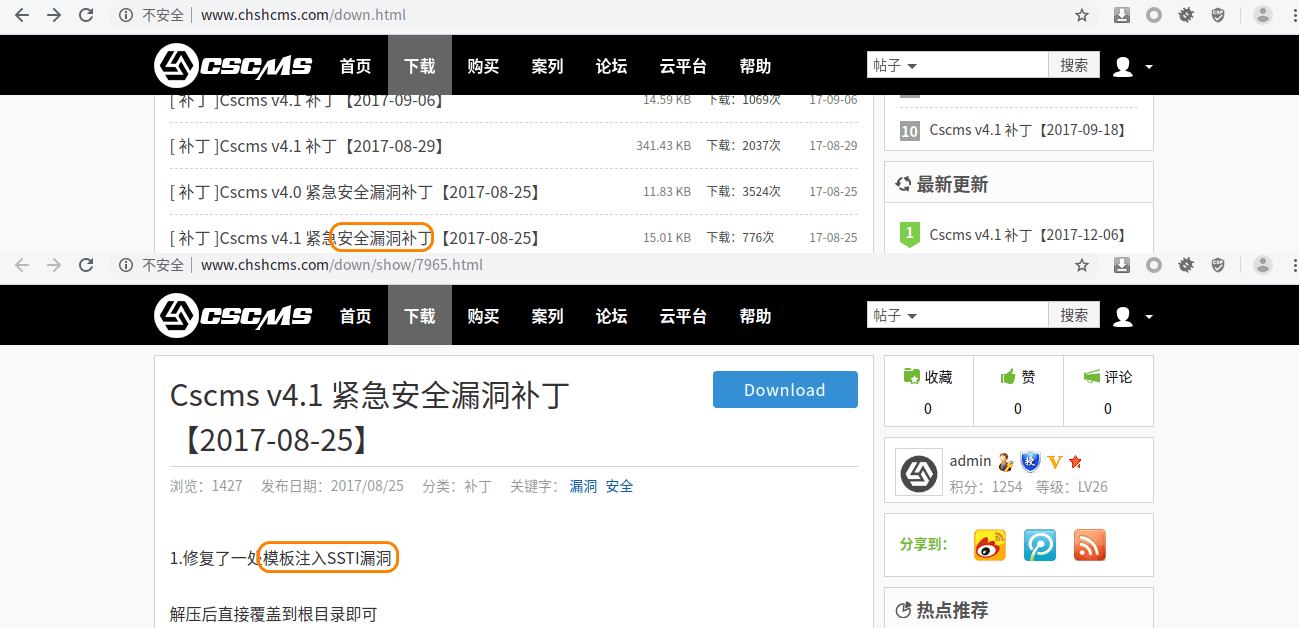 不安全 www.chshcms.com/down.html
CSCMS 首页 下载 购买 案列 论坛 云平台 帮助 帖子 搜索
[ 补丁 ]Cscms v4.1 补丁【2017-09-06】 14.59 KB 下载：1069次 17-09-06
[ 补丁 ]Cscms v4.1 补丁【2017-08-29】 341.43 KB 下载：2037次 17-08-29
[ 补丁 ]Cscms v4.0 紧急安全漏洞补丁【2017-08-25】 11.83 KB 下载：3524次 17-08-25
[ 补丁 ]Cscms v4.1 紧急安全漏洞补丁【2017-08-25】 15.01 KB 下载：776次 17-08-25
10 Cscms v4.1 补丁【2017-09-18】
最新更新
1 Cscms v4.1 补丁【2017-12-06】
不安全 www.chshcms.com/down/show/7965.html
CSCMS 首页 下载 购买 案列 论坛 云平台 帮助 帖子 搜索
Cscms v4.1 紧急安全漏洞补丁
【2017-08-25】
Download
浏览：1427 发布日期：2017/08/25 分类：补丁 关键字： 漏洞 安全
1.修复了一处模板注入SSTI漏洞
解压后直接覆盖到根目录即可
收藏 赞 评论
0 0 0
admin
积分：1254 等级：LV26
分享到：
热点推荐